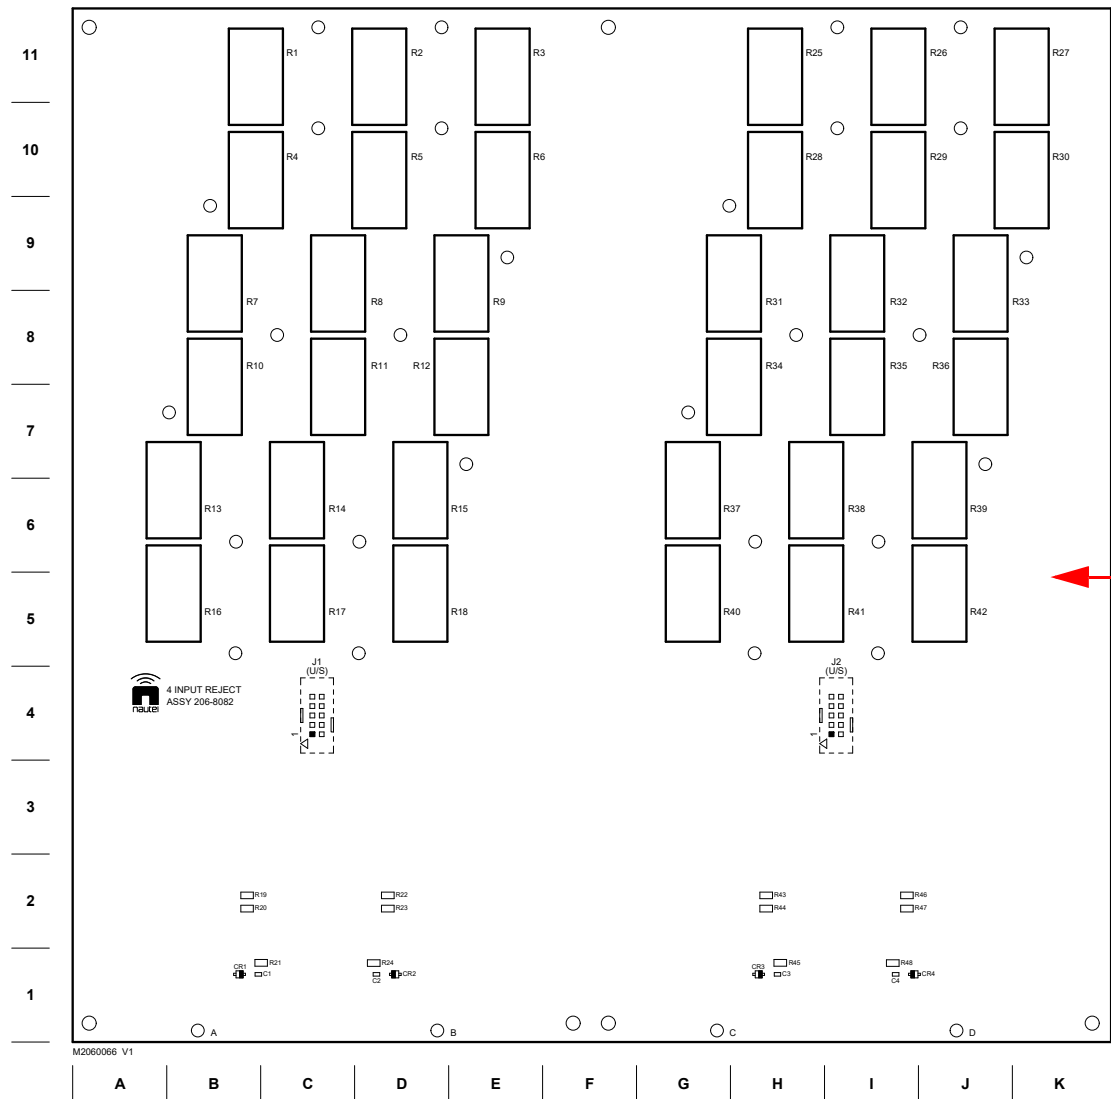 11
R1 R2 R3 R25 R26 R27
10
R4 R5 R6 R28 R29 R30
9
R7 R8 R9 R31 R32 R33
8
R10 R11 R12 R34 R35 R36
7
R13 R14 R15 R37 R38 R39
6
R16 R17 R18 R40 R41 R42
5
J1 J2
(U/S) (U/S)
nautel
4 INPUT REJECT
ASSY 206-8082
4
1 1
3
R19 R22 R43 R46
2
R20 R23 R44 R47
R21 R24 R45 R48
CR1 C1 C2 CR2 CR3 C3 C4 CR4
1
A B C D
M2060066 V1
A B C D E F G H I J K